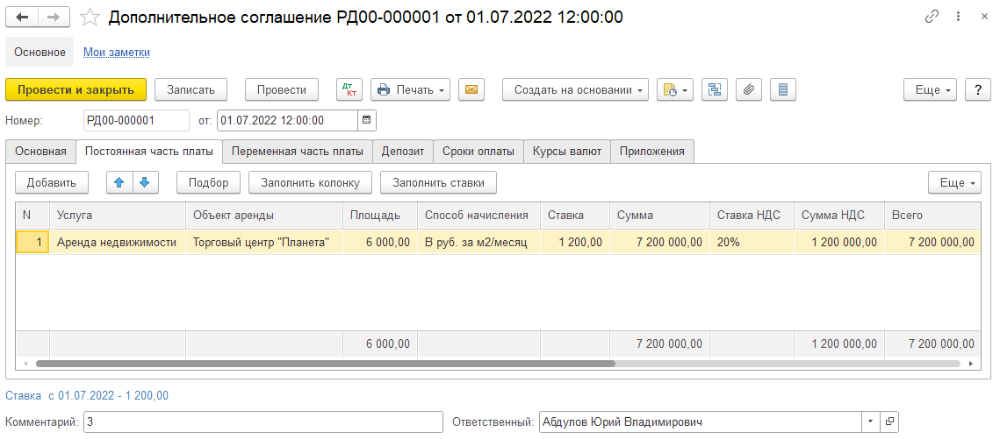 Дополнительное соглашение РД00-000001 от 01.07.2022 12:00:00
Основное Мои заметки
Провести и закрыть Записать Провести Дт Кт Печать Создать на основании Еще ?
Номер: РД00-000001 от: 01.07.2022 12:00:00
Основная Постоянная часть платы Переменная часть платы Депозит Сроки оплаты Курсы валют Приложения
Добавить Подбор Заполнить колонку Заполнить ставки Еще
N Услуга Объект аренды Площадь Способ начисления Ставка Сумма Ставка НДС Сумма НДС Всего
1 Аренда недвижимости Торговый центр "Планета" 6 000,00 В руб. за м2/месяц 1 200,00 7 200 000,00 20% 1 200 000,00 7 200 000,00
6 000,00 7 200 000,00 1 200 000,00 7 200 000,00
Ставка с 01.07.2022 - 1 200,00
Комментарий: 3 Ответственный: Абдулов Юрий Владимирович